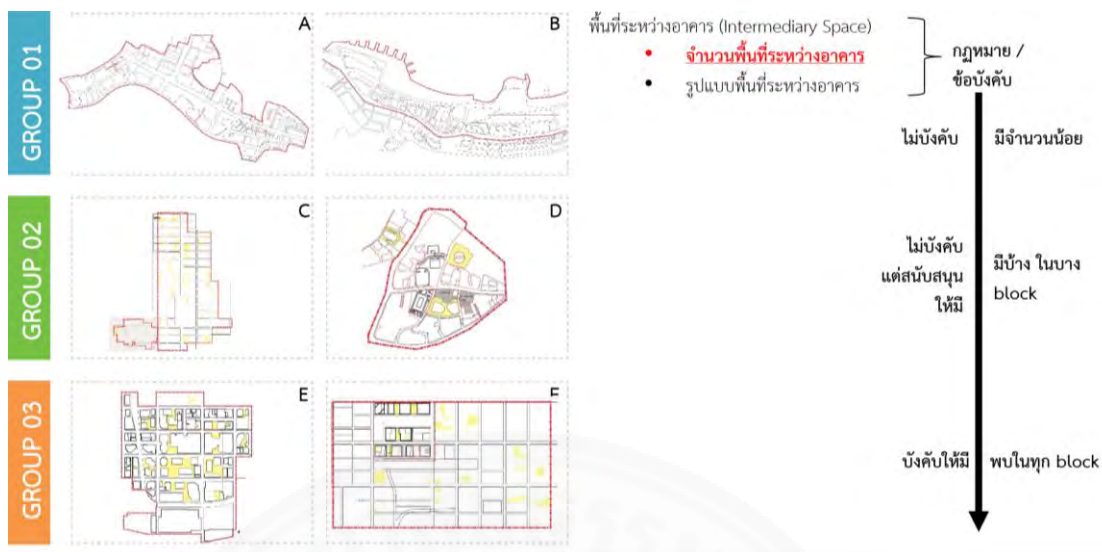 GROUP 01
A
B
GROUP 02
C
D
GROUP 03
E
F
พื้นที่ระหว่างอาคาร (Intermediary Space)
• จำนวนพื้นที่ระหว่างอาคาร
• รูปแบบพื้นที่ระหว่างอาคาร
กฎหมาย /
ข้อบังคับ
ไม่บังคับ
มีจำนวนน้อย
ไม่บังคับ
แต่สนับสนุน
ให้มี
มีบ้าง ในบาง
block
บังคับให้มี
พบในทุก block